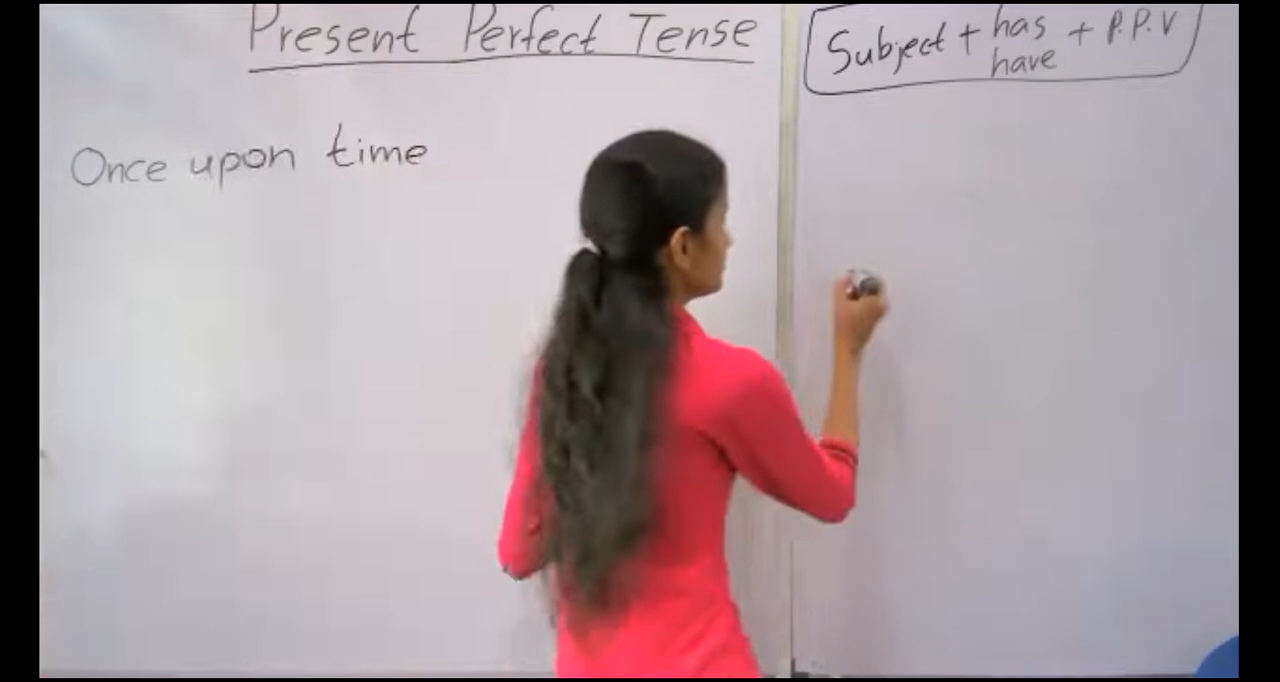 Present Perfect Tense
Subject + has + P.P.V
have
Once upon time